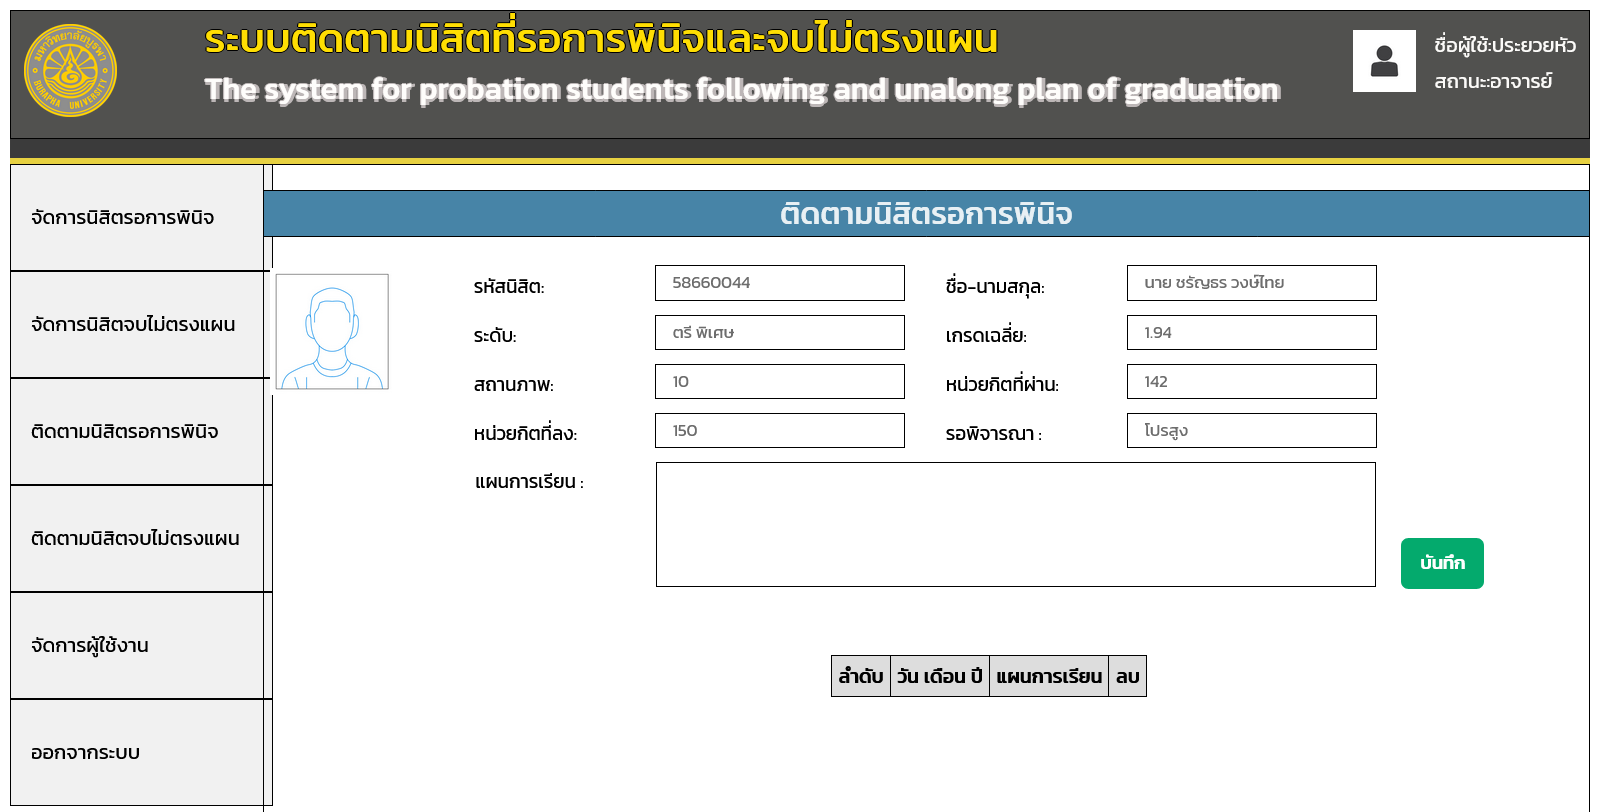 ระบบติดตามนิสิตที่รอการพินิจและจบไม่ตรงแผน
The system for probation students following and unalong plan of graduation
ชื่อผู้ใช้:ประยวยหัว
สถานะ:อาจารย์
มหาวิทยาลัยบูรพา
BURAPHA UNIVERSITY
จัดการนิสิตรอการพินิจ
จัดการนิสิตจบไม่ตรงแผน
ติดตามนิสิตรอการพินิจ
ติดตามนิสิตจบไม่ตรงแผน
จัดการผู้ใช้งาน
ออกจากระบบ
ติดตามนิสิตรอการพินิจ
รหัสนิสิต: 58660044 ชื่อ-นามสกุล: นาย ชรัญธร วงษ์ไทย
ระดับ: ตรี พิเศษ เกรดเฉลี่ย: 1.94
สถานภาพ: 10 หน่วยกิตที่ผ่าน: 142
หน่วยกิตที่ลง: 150 รอพิจารณา : โปรสูง
แผนการเรียน :
บันทึก
ลำดับ วัน เดือน ปี แผนการเรียน ลบ